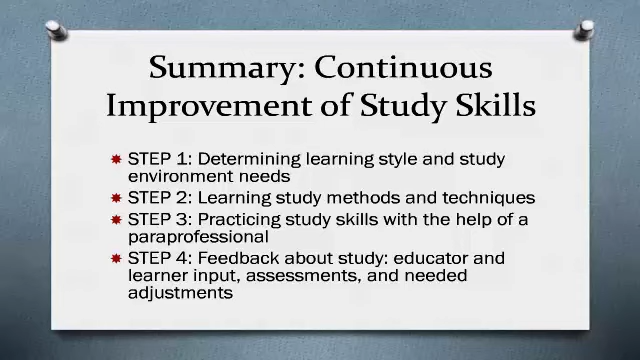 Summary: Continuous
Improvement of Study Skills
STEP 1: Determining learning style and study
environment needs
STEP 2: Learning study methods and techniques
STEP 3: Practicing study skills with the help of a
paraprofessional
STEP 4: Feedback about study: educator and
learner input, assessments, and needed
adjustments